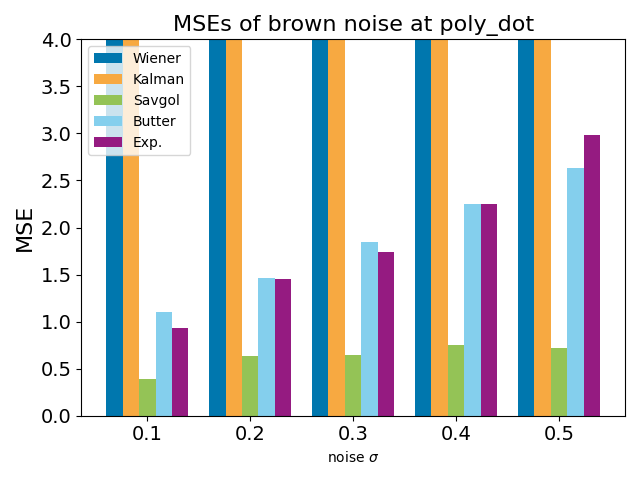 MSEs of brown noise at poly_dot
MSE
4.0
3.5
3.0
2.5
2.0
1.5
1.0
0.5
0.0
Wiener
Kalman
Savgol
Butter
Exp.
0.1 0.2 0.3 0.4 0.5
noise σ